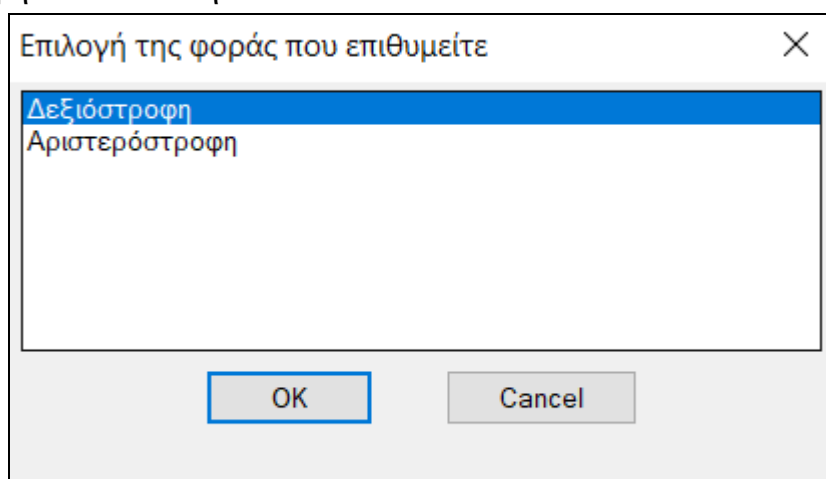 Επιλογή της φοράς που επιθυμείτε
Δεξιόστροφη
Αριστερόστροφη
OK
Cancel